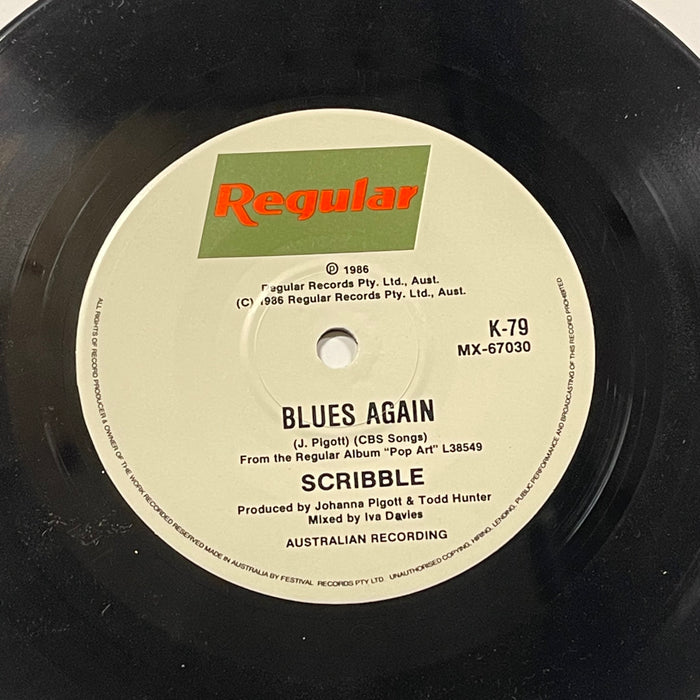 Regular
Ⓟ 1986
Regular Records Pty. Ltd., Aust.
(C) 1986 Regular Records Pty. Ltd., Aust.
K-79
MX-67030
BLUES AGAIN
(J. Pigott) (CBS Songs)
From the Regular Album "Pop Art" L38549
SCRIBBLE
Produced by Johanna Pigott & Todd Hunter
Mixed by Iva Davies
AUSTRALIAN RECORDING
ALL RIGHTS OF RECORD PRODUCER & OWNER OF THE WORK RECORDED RESERVED MADE IN AUSTRALIA BY FESTIVAL RECORDS PTY LTD. UNAUTHORISED COPYING, HIRING, LENDING, PUBLIC PERFORMANCE AND BROADCASTING OF THIS RECORD PROHIBITED